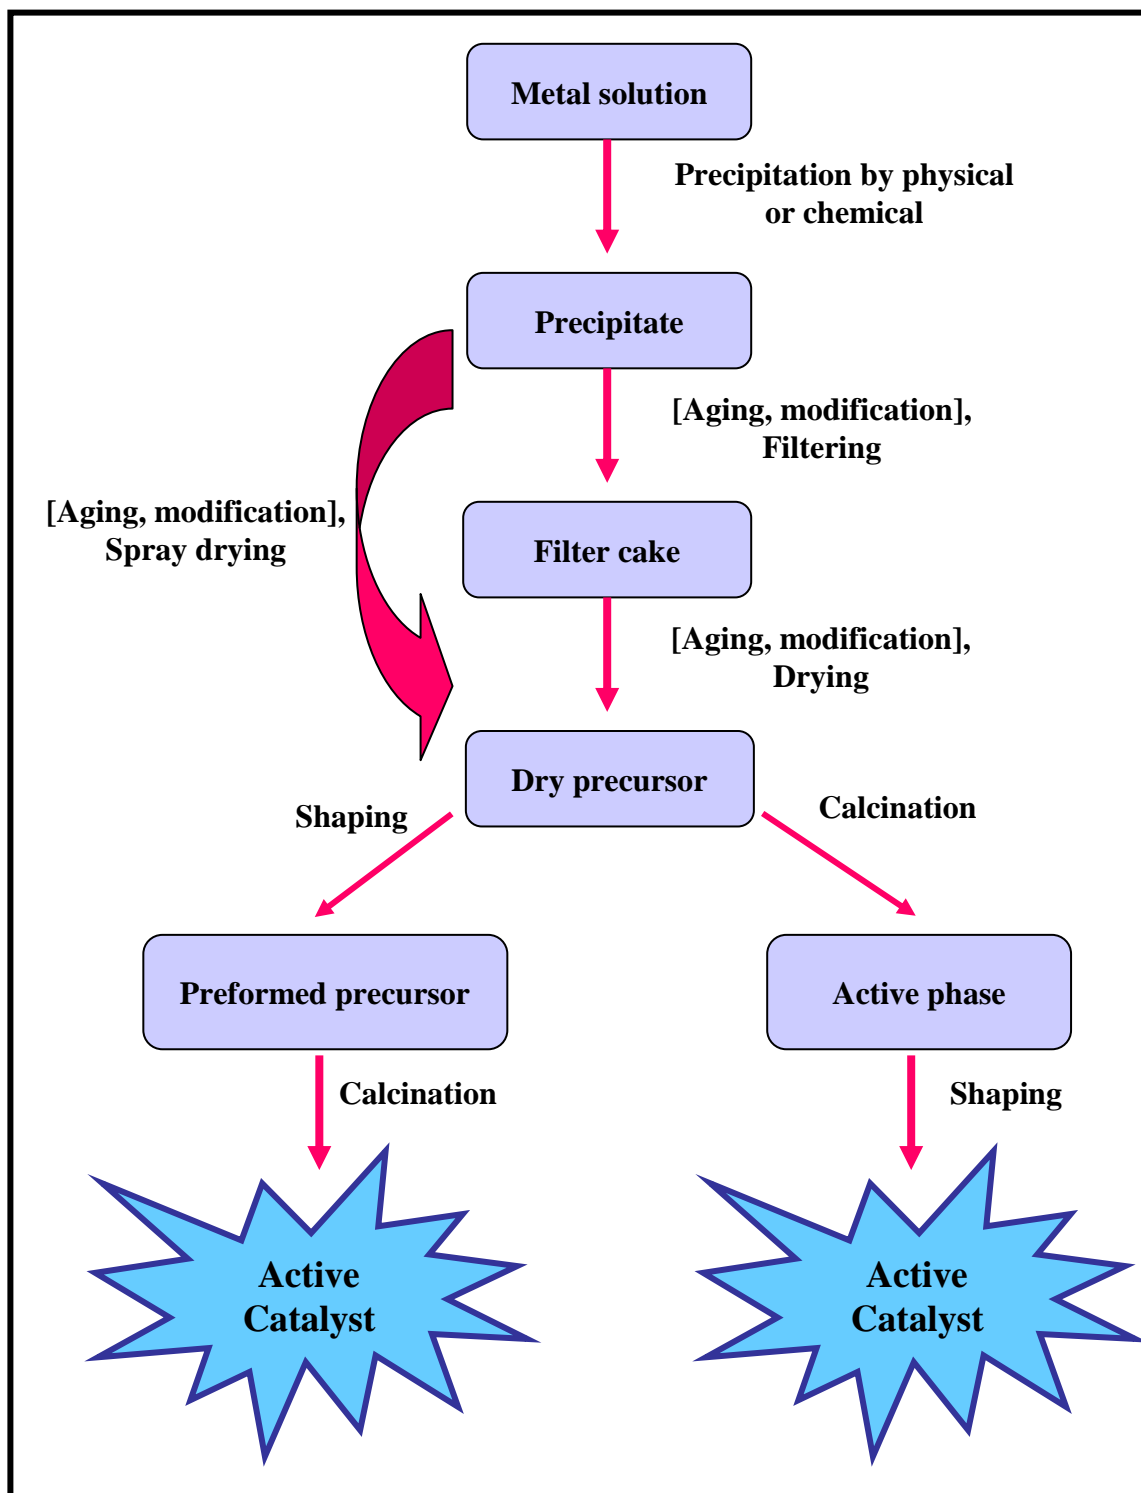 Metal solution
Precipitation by physical
or chemical
Precipitate
[Aging, modification],
Filtering
[Aging, modification],
Spray drying
Filter cake
[Aging, modification],
Drying
Dry precursor
Shaping
Calcination
Preformed precursor
Active phase
Calcination
Shaping
Active
Catalyst
Active
Catalyst